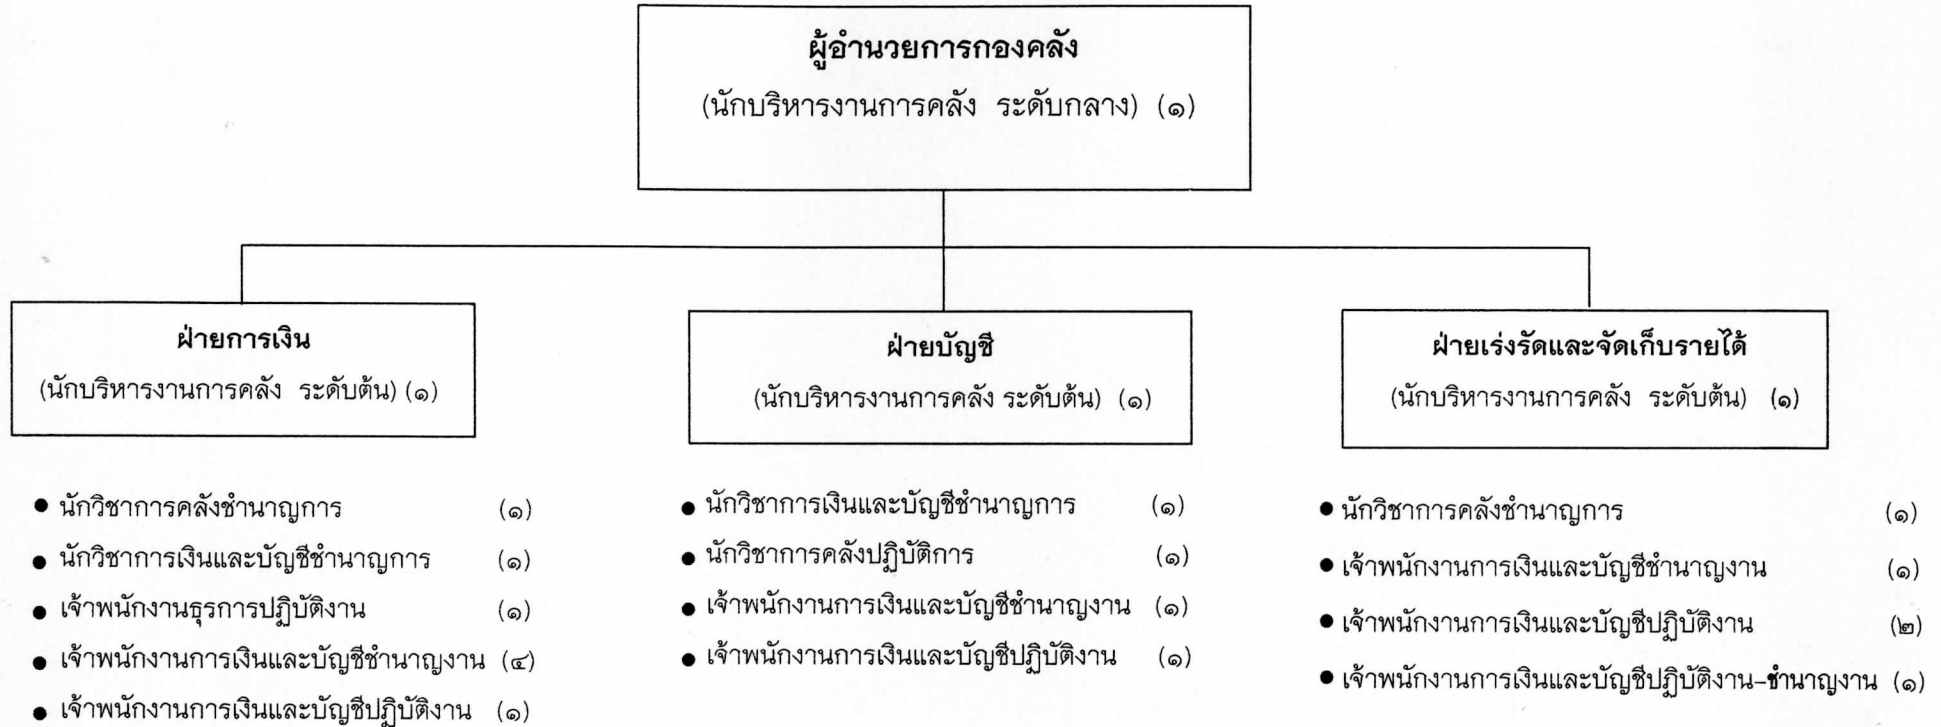 ผู้อำนวยการกองคลัง
(นักบริหารงานการคลัง ระดับกลาง) (๑)
ฝ่ายการเงิน
(นักบริหารงานการคลัง ระดับต้น) (๑)
● นักวิชาการคลังชำนาญการ (๑)
● นักวิชาการเงินและบัญชีชำนาญการ (๑)
● เจ้าพนักงานธุรการปฏิบัติงาน (๑)
● เจ้าพนักงานการเงินและบัญชีชำนาญงาน (๔)
● เจ้าพนักงานการเงินและบัญชีปฏิบัติงาน (๑)
ฝ่ายบัญชี
(นักบริหารงานการคลัง ระดับต้น) (๑)
● นักวิชาการเงินและบัญชีชำนาญการ (๑)
● นักวิชาการคลังปฏิบัติการ (๑)
● เจ้าพนักงานการเงินและบัญชีชำนาญงาน (๑)
● เจ้าพนักงานการเงินและบัญชีปฏิบัติงาน (๑)
ฝ่ายเร่งรัดและจัดเก็บรายได้
(นักบริหารงานการคลัง ระดับต้น) (๑)
● นักวิชาการคลังชำนาญการ (๑)
● เจ้าพนักงานการเงินและบัญชีชำนาญงาน (๑)
● เจ้าพนักงานการเงินและบัญชีปฏิบัติงาน (๒)
● เจ้าพนักงานการเงินและบัญชีปฏิบัติงาน-ชำนาญงาน (๑)